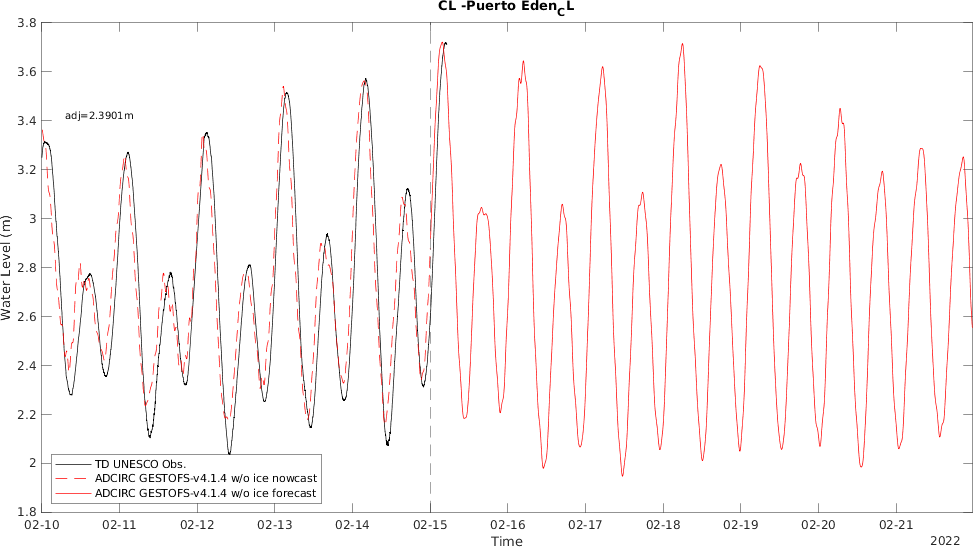 CL -Puerto Eden_CL
3.8
3.6
3.4
3.2
3
2.8
2.6
2.4
2.2
2
1.8
Water Level (m)
adj=2.3901m
TD UNESCO Obs.
ADCIRC GESTOFS-v4.1.4 w/o ice nowcast
ADCIRC GESTOFS-v4.1.4 w/o ice forecast
02-10 02-11 02-12 02-13 02-14 02-15 02-16 02-17 02-18 02-19 02-20 02-21
Time
2022